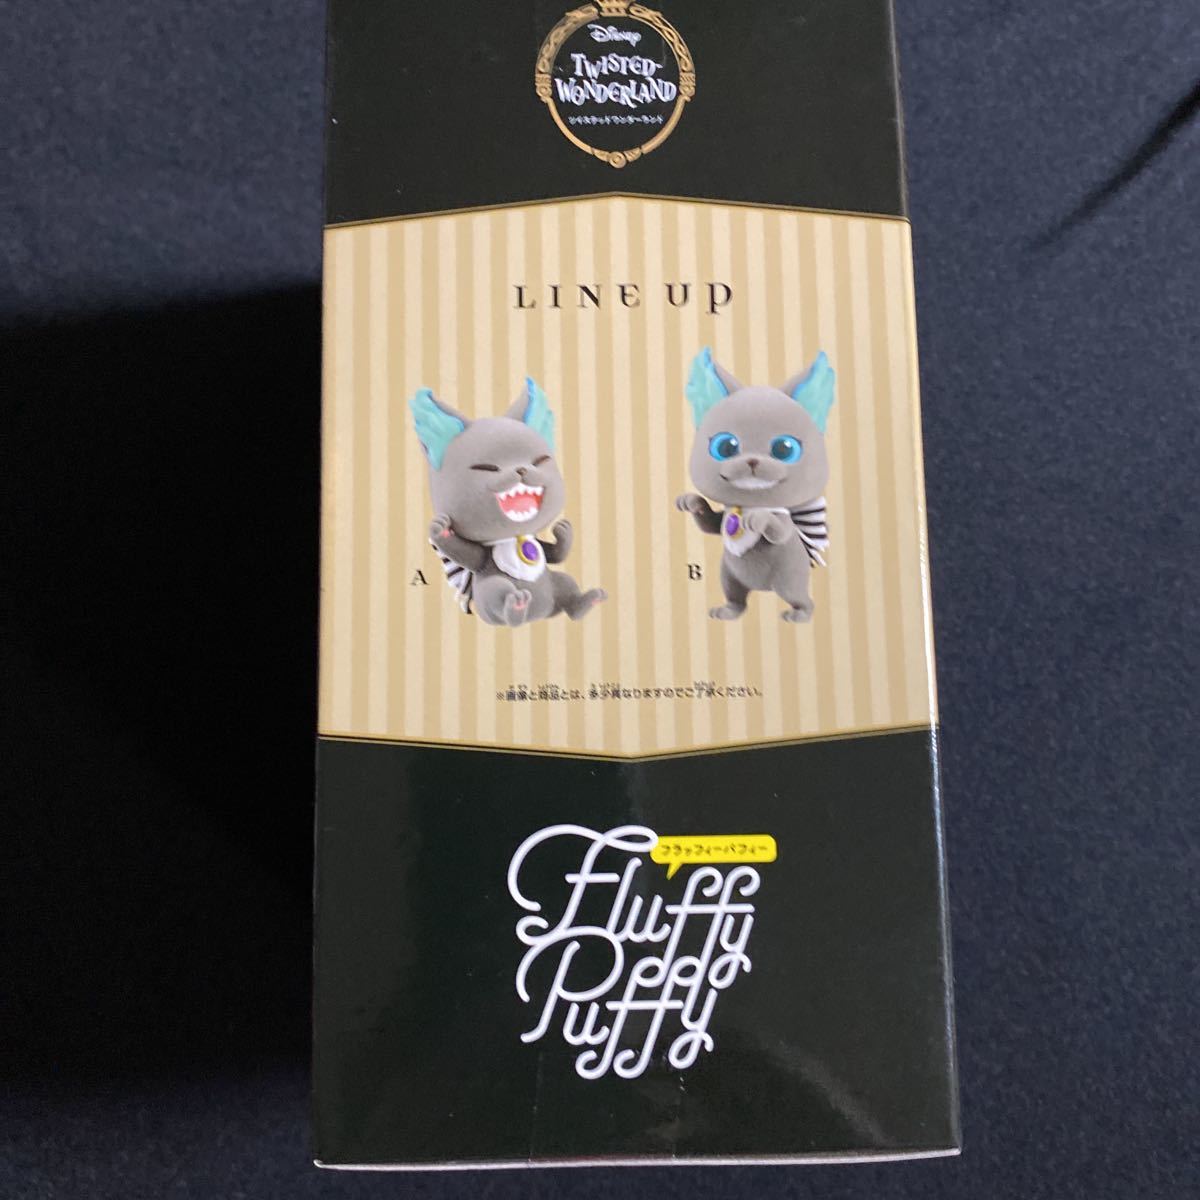 Disney
TWISTED-
WONDERLAND
ツイステッドワンダーランド
LINE UP
A
B
※画像と商品とは、多少異なりますのでご了承ください。
フラッフィーパフィー
Fluffy
Puffy